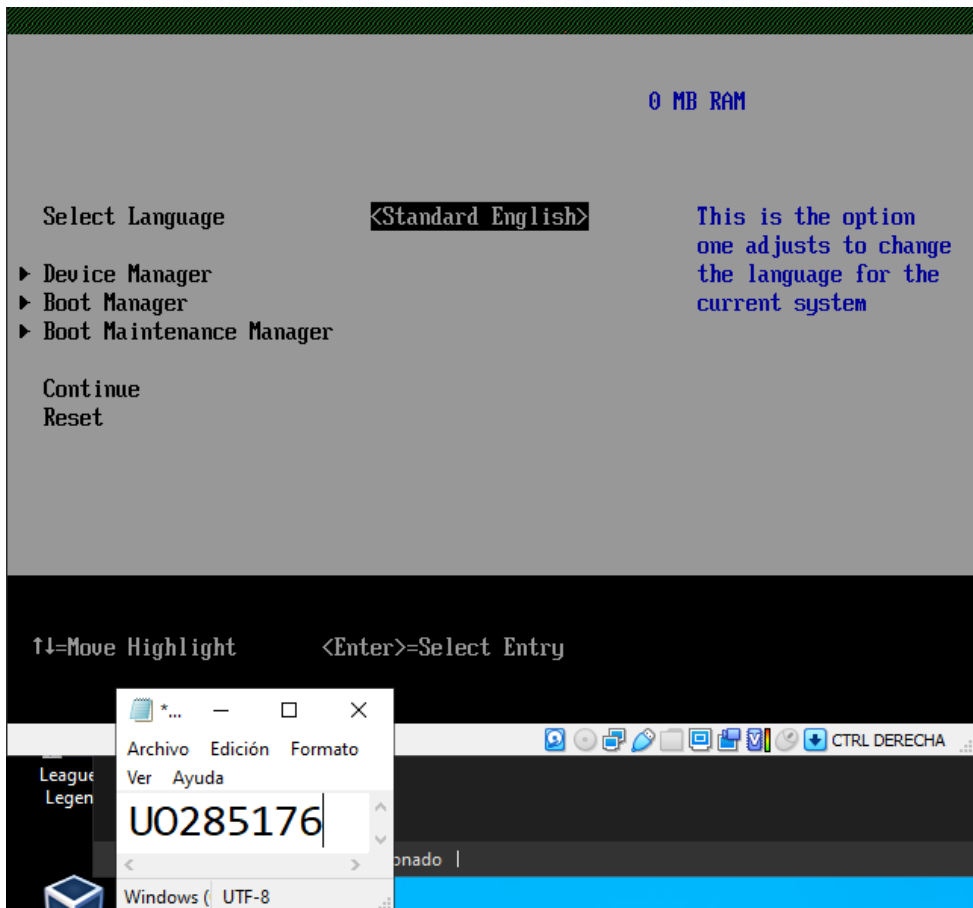 0 MB RAM
Select Language <Standard English> This is the option
one adjusts to change
▶ Device Manager the language for the
▶ Boot Manager current system
▶ Boot Maintenance Manager
Continue
Reset
↑↓=Move Highlight <Enter>=Select Entry
*...
Archivo Edición Formato
Ver Ayuda
UO285176
Windows ( UTF-8
CTRL DERECHA
League
Legen
onado |